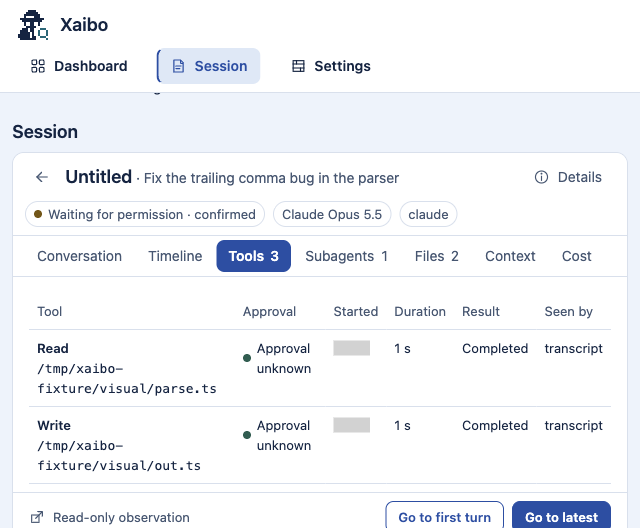 Xaibo
Dashboard
Session
Settings
Session
Untitled · Fix the trailing comma bug in the parser
Details
Waiting for permission · confirmed
Claude Opus 5.5
claude
Conversation Timeline Tools 3 Subagents 1 Files 2 Context Cost
Tool Approval Started Duration Result Seen by
Read
/tmp/xaibo-
fixture/visual/parse.ts
Approval
unknown
1 s
Completed
transcript
Write
/tmp/xaibo-
fixture/visual/out.ts
Approval
unknown
1 s
Completed
transcript
Read-only observation
Go to first turn
Go to latest